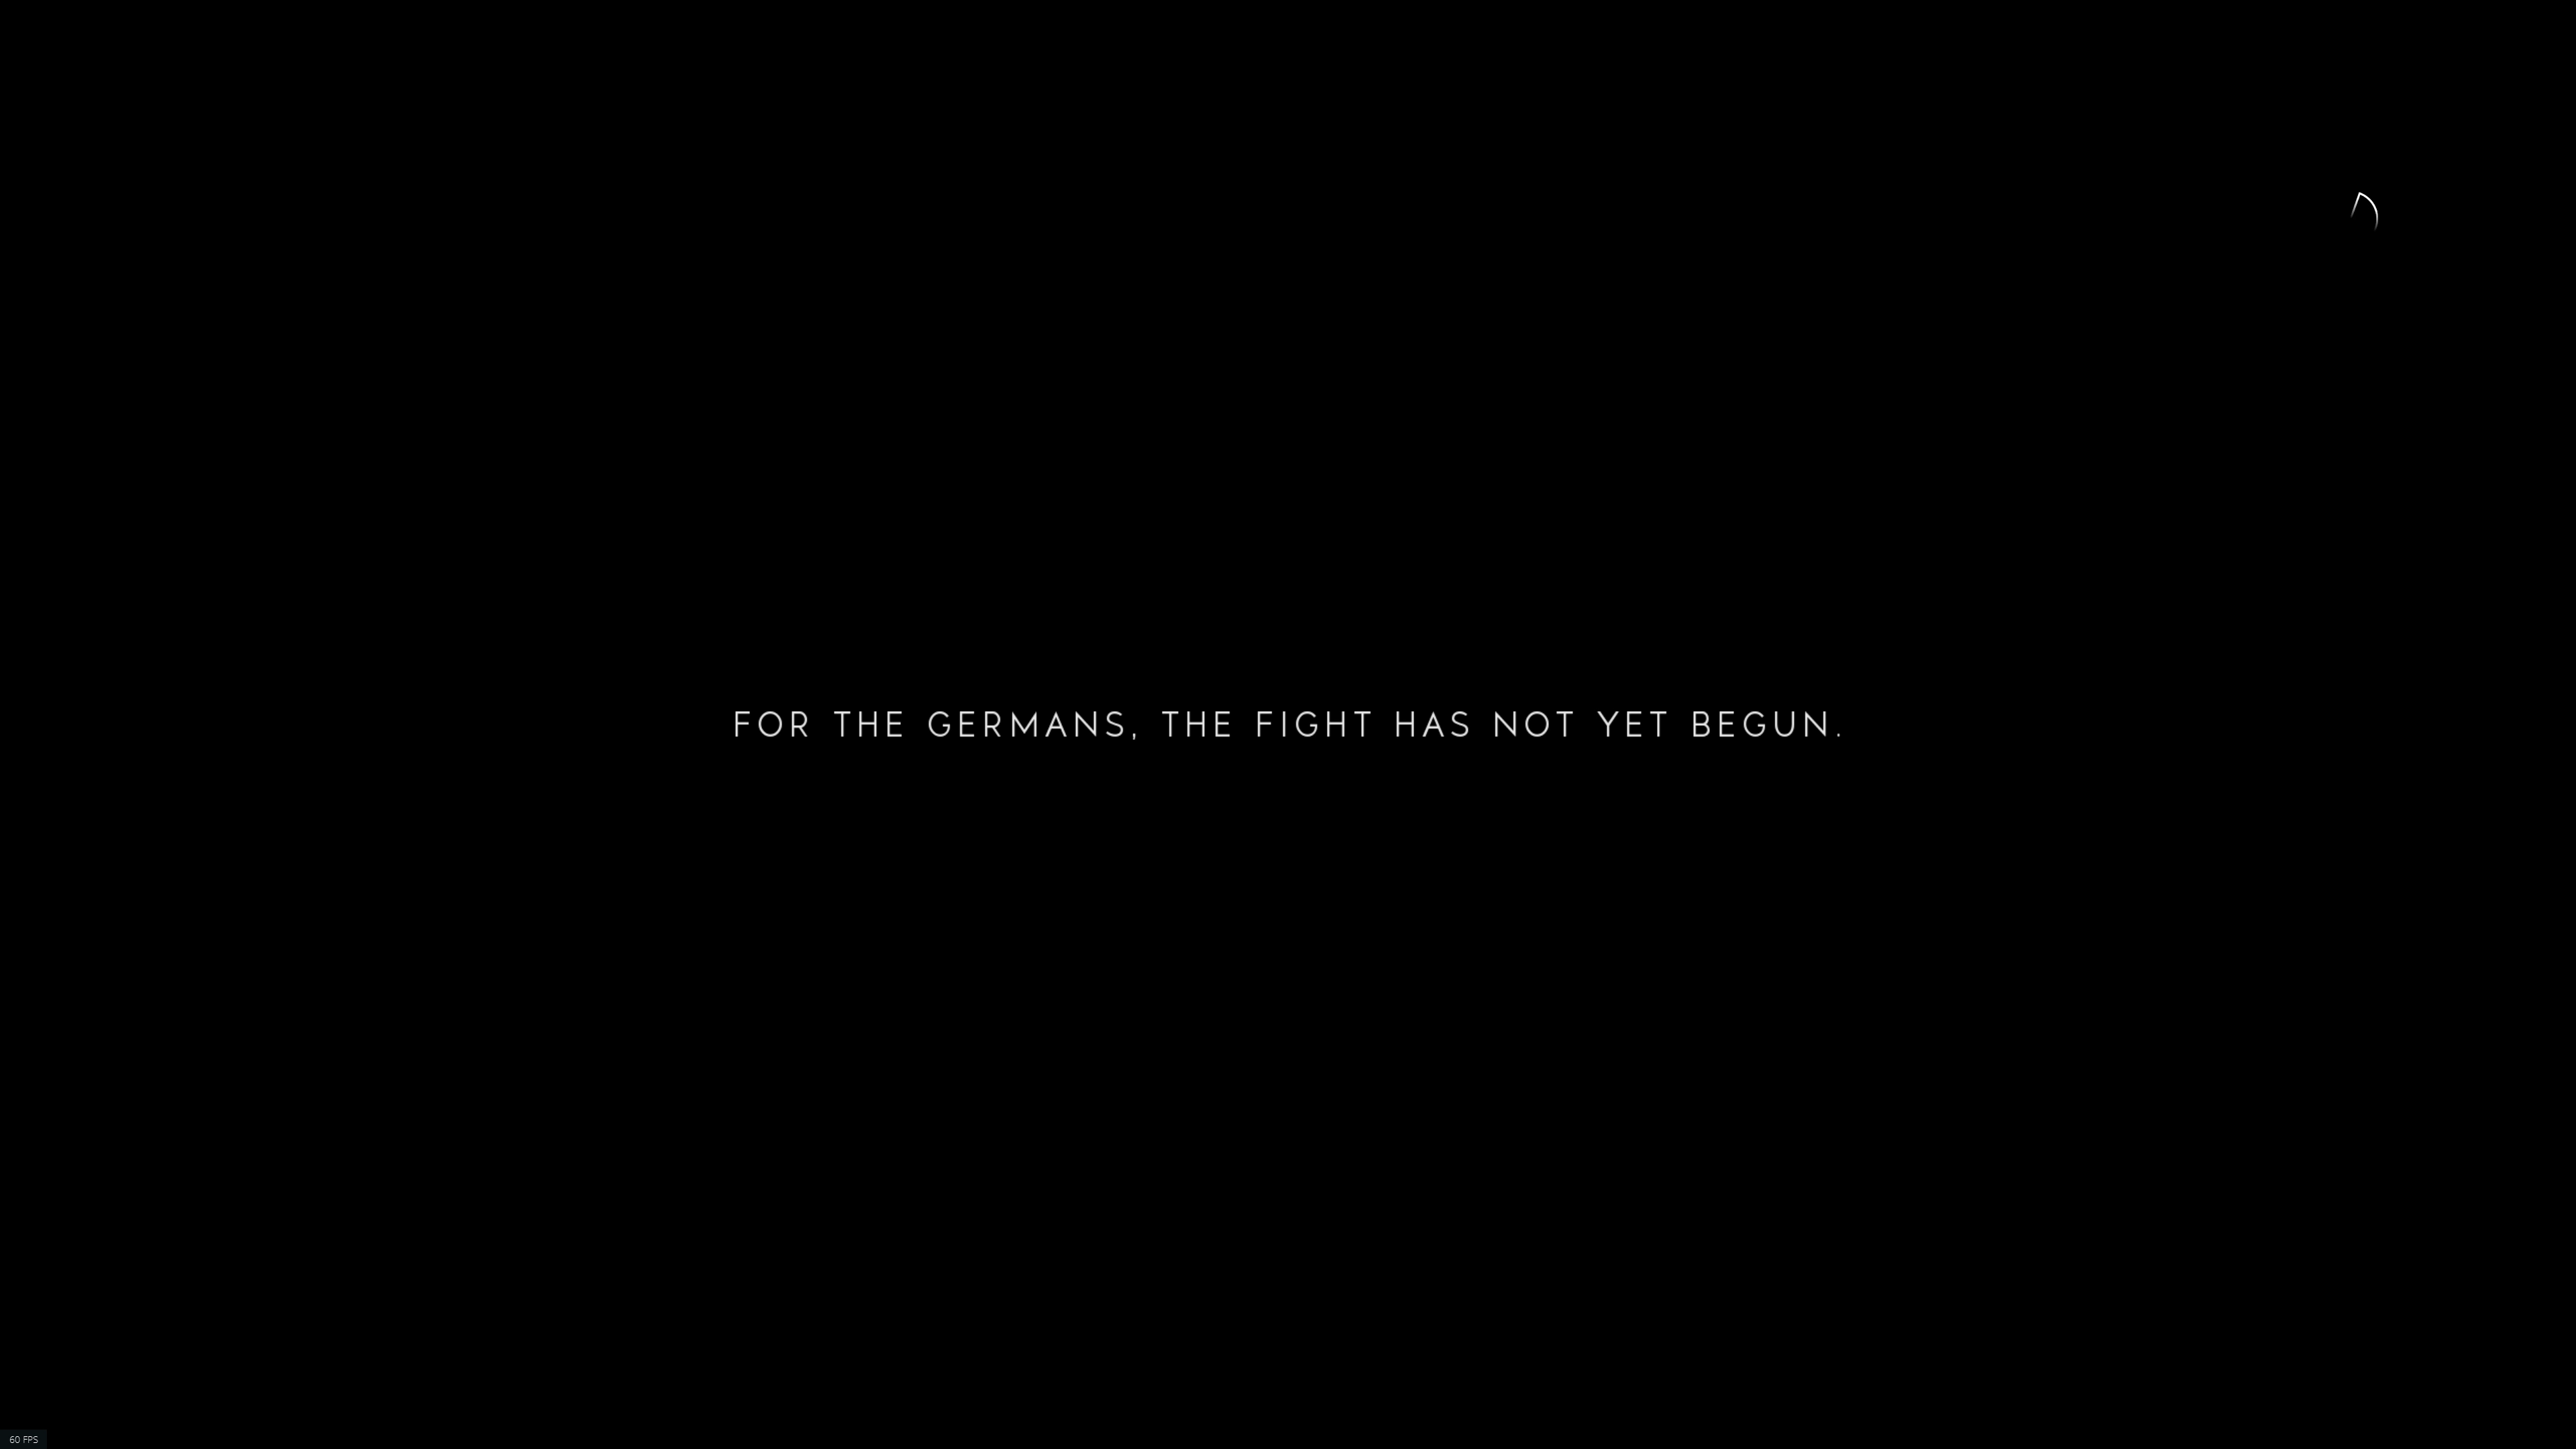 FOR THE GERMANS, THE FIGHT HAS NOT YET BEGUN.
60 FPS